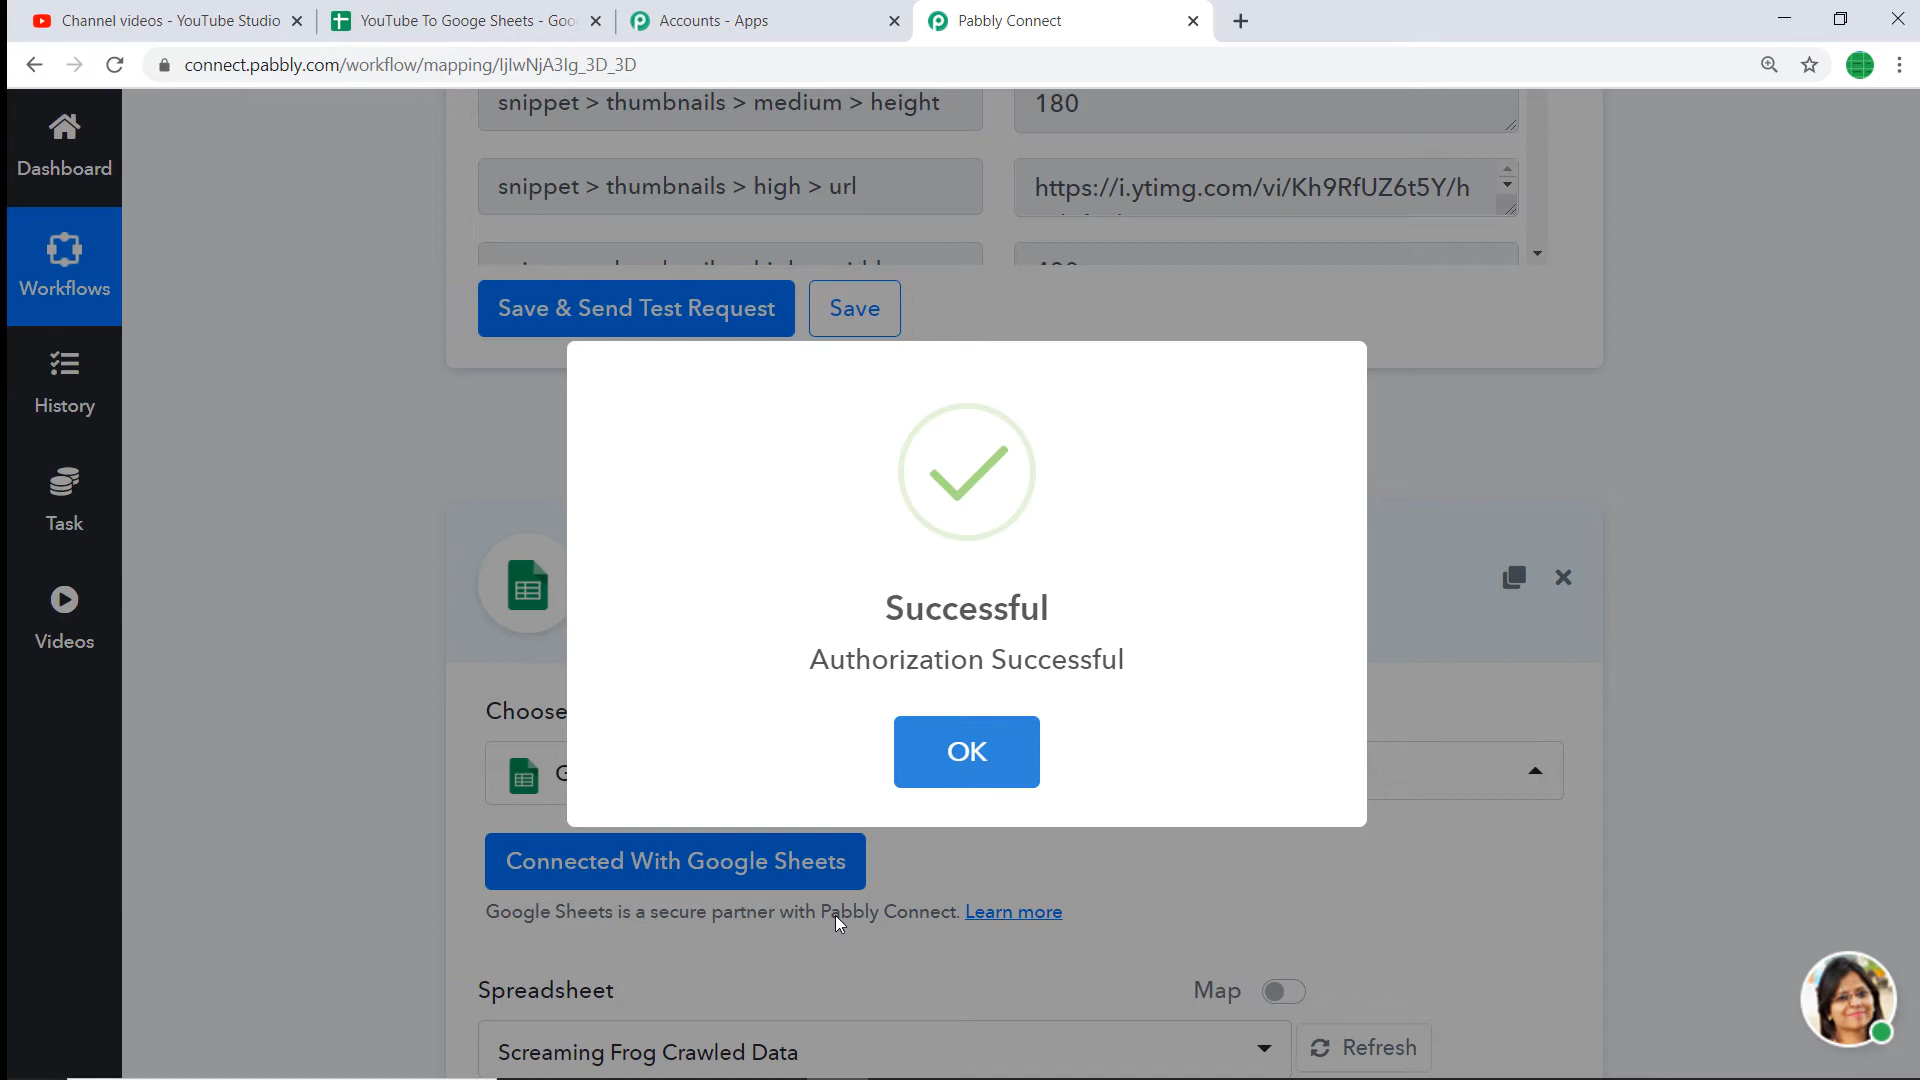 Channel videos - YouTube Studio
YouTube To Googe Sheets - Goo
Accounts - Apps
Pabbly Connect
connect.pabbly.com/workflow/mapping/IjIwNjA3Ig_3D_3D
Dashboard
Workflows
History
Task
Videos
snippet > thumbnails > medium > height
180
snippet > thumbnails > high > url
https://i.ytimg.com/vi/Kh9RfUZ6t5Y/h
Save & Send Test Request
Save
Successful
Authorization Successful
OK
Choose
G
Connected With Google Sheets
Google Sheets is a secure partner with Pabbly Connect. Learn more
Spreadsheet
Map
Screaming Frog Crawled Data
Refresh